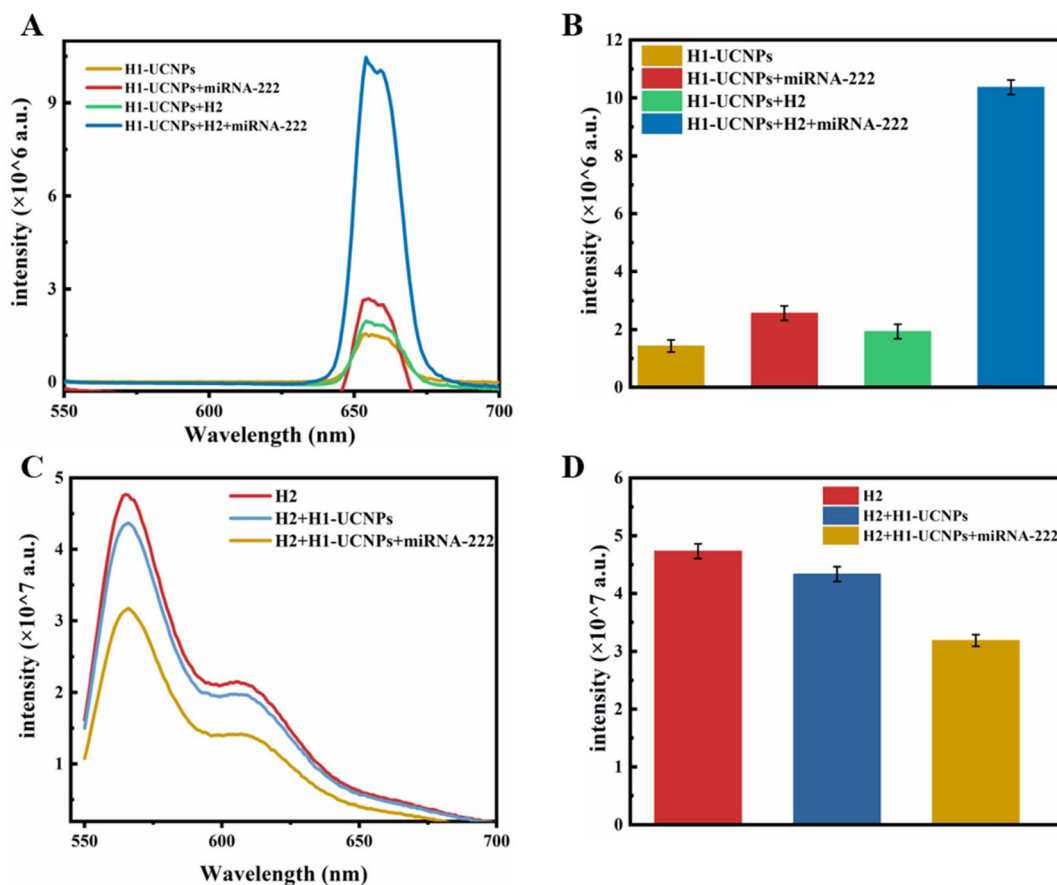 A
H1-UCNPs
H1-UCNPs+miRNA-222
H1-UCNPs+H2
H1-UCNPs+H2+miRNA-222
intensity (×10^6 a.u.)
9
6
3
0
550
600
650
700
Wavelength (nm)
B
H1-UCNPs
H1-UCNPs+miRNA-222
H1-UCNPs+H2
H1-UCNPs+H2+miRNA-222
intensity (×10^6 a.u.)
12
10
8
6
4
2
0
C
H2
H2+H1-UCNPs
H2+H1-UCNPs+miRNA-222
intensity (×10^7 a.u.)
5
4
3
2
1
550
600
650
700
Wavelength (nm)
D
H2
H2+H1-UCNPs
H2+H1-UCNPs+miRNA-222
intensity (×10^7 a.u.)
6
5
4
3
2
1
0